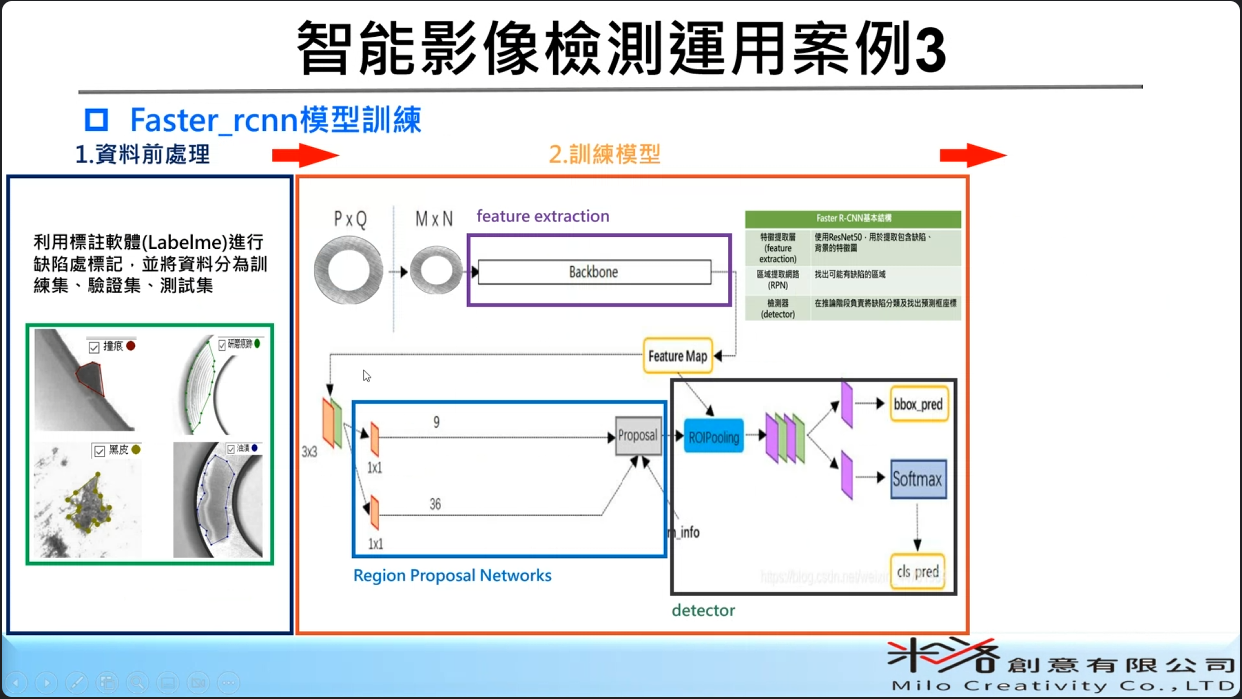 智能影像檢測運用案例3
Faster_rcnn模型訓練
1.資料前處理
2.訓練模型
利用標註軟體(Labelme)進行
缺陷處標記，並將資料分為訓
練集、驗證集、測試集
撞痕
研磨痕跡
黑皮
油漬
P x Q
M x N
feature extraction
Backbone
Faster R-CNN基本結構
特徵提取層
(feature
extraction)
使用ResNet50，用於提取包含缺陷、
背景的特徵圖
區域提取網路
(RPN)
找出可能有缺陷的區域
檢測器
(detector)
在推論階段負責將缺陷分類及找出預測框座標
Feature Map
3x3
9
1x1
36
1x1
Proposal
ROIPooling
bbox_pred
Softmax
cls pred
Region Proposal Networks
detector
米洛創意有限公司
Milo Creativity Co.,LTD